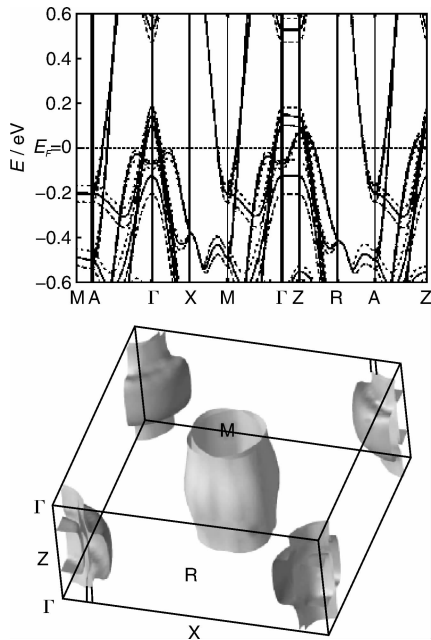 0.6
0.4
0.2
E_F=0
−0.2
−0.4
−0.6
E / eV
M A Γ X M Γ Z R A Z
M
Γ
Z
R
Γ
X